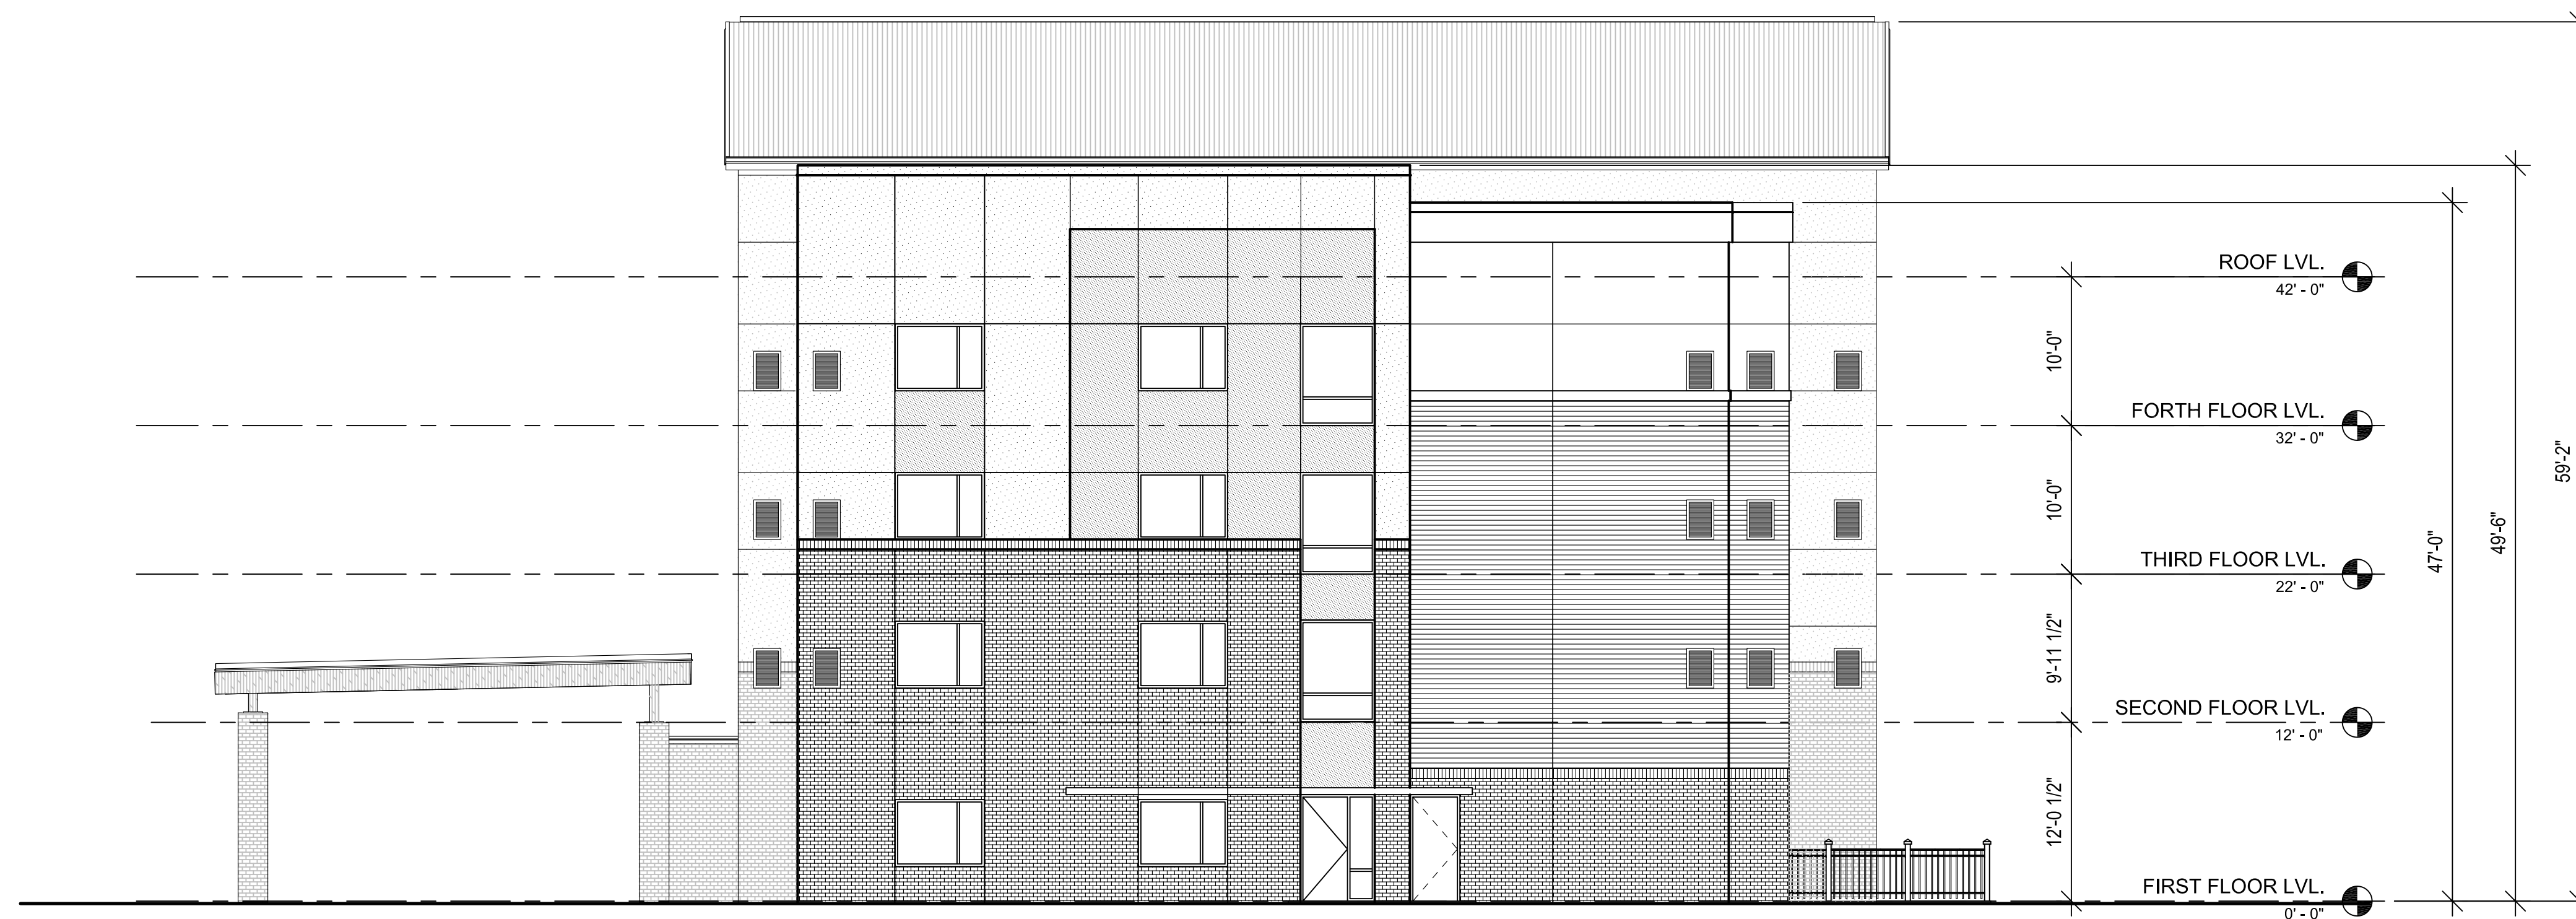 ROOF LVL.
42' - 0"
10'-0"
FORTH FLOOR LVL.
32' - 0"
10'-0"
THIRD FLOOR LVL.
22' - 0"
9'-11 1/2"
SECOND FLOOR LVL.
12' - 0"
12'-0 1/2"
FIRST FLOOR LVL.
0' - 0"
47'-0"
49'-6"
59'-2"